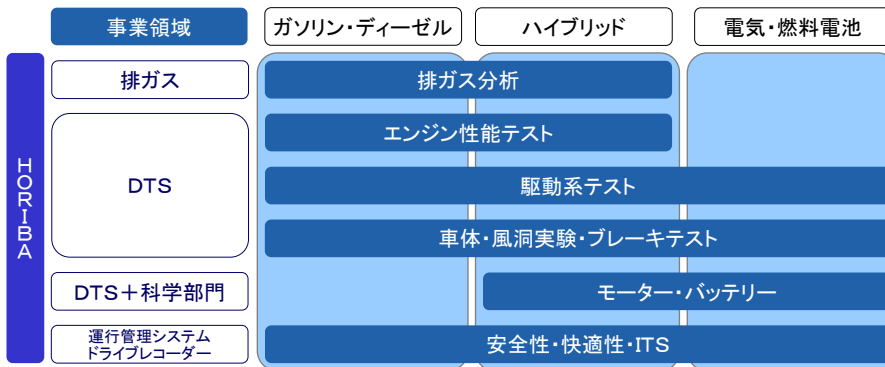 事業領域
ガソリン・ディーゼル
ハイブリッド
電気・燃料電池
HORIBA
排ガス
排ガス分析
DTS
エンジン性能テスト
駆動系テスト
車体・風洞実験・ブレーキテスト
DTS＋科学部門
モーター・バッテリー
運行管理システム
ドライブレコーダー
安全性・快適性・ITS